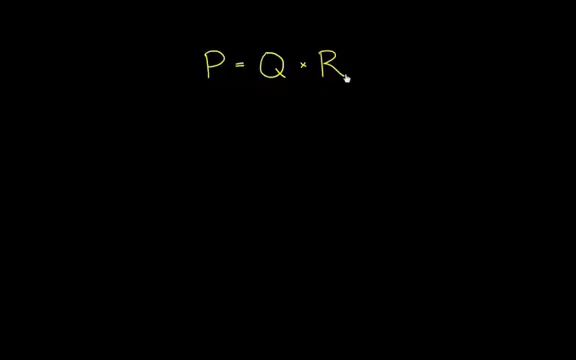 P = Q × R